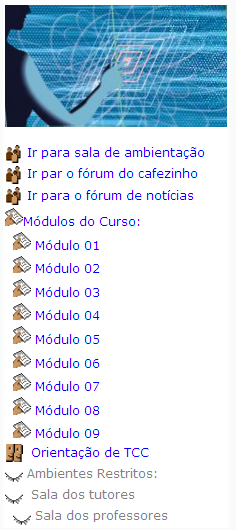 Ir para sala de ambientação
Ir par o fórum do cafezinho
Ir para o fórum de notícias
Módulos do Curso:
Módulo 01
Módulo 02
Módulo 03
Módulo 04
Módulo 05
Módulo 06
Módulo 07
Módulo 08
Módulo 09
Orientação de TCC
Ambientes Restritos:
Sala dos tutores
Sala dos professores